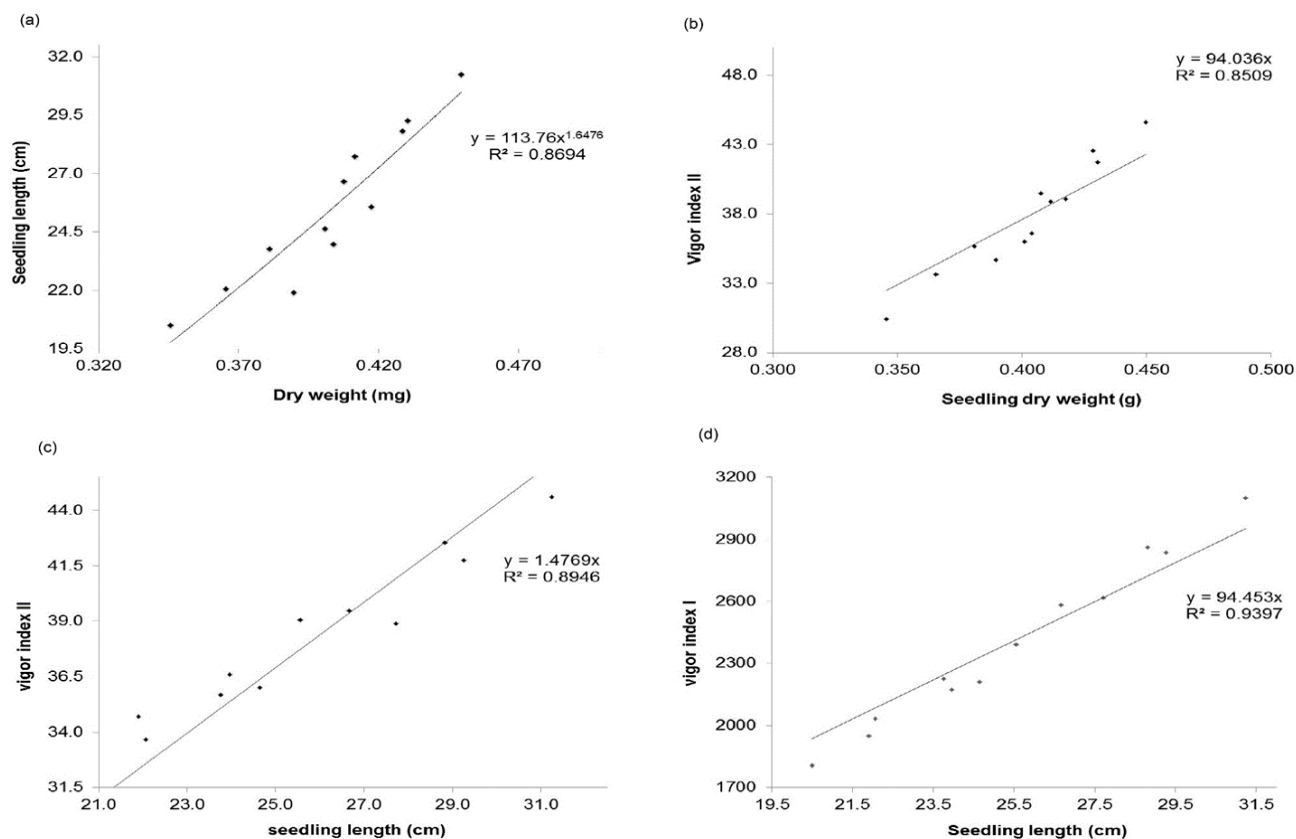 (a)
32.0
29.5
27.0
24.5
22.0
19.5
0.320
0.370
0.420
0.470
Seedling length (cm)
Dry weight (mg)
y = 113.76x^1.6476
R² = 0.8694
(b)
48.0
43.0
38.0
33.0
28.0
0.300
0.350
0.400
0.450
0.500
Vigor index II
Seedling dry weight (g)
y = 94.036x
R² = 0.8509
(c)
44.0
41.5
39.0
36.5
34.0
31.5
21.0
23.0
25.0
27.0
29.0
31.0
vigor index II
seedling length (cm)
y = 1.4769x
R² = 0.8946
(d)
3200
2900
2600
2300
2000
1700
19.5
21.5
23.5
25.5
27.5
29.5
31.5
vigor index I
Seedling length (cm)
y = 94.453x
R² = 0.9397